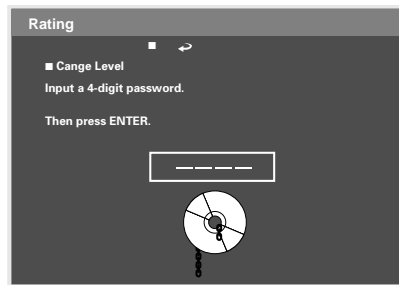 Rating
■ Cange Level
Input a 4-digit password.
Then press ENTER.